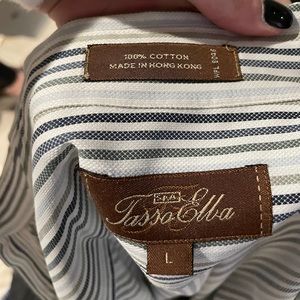 100% COTTON
MADE IN HONG KONG
S.p.A
Tasso Elba
L